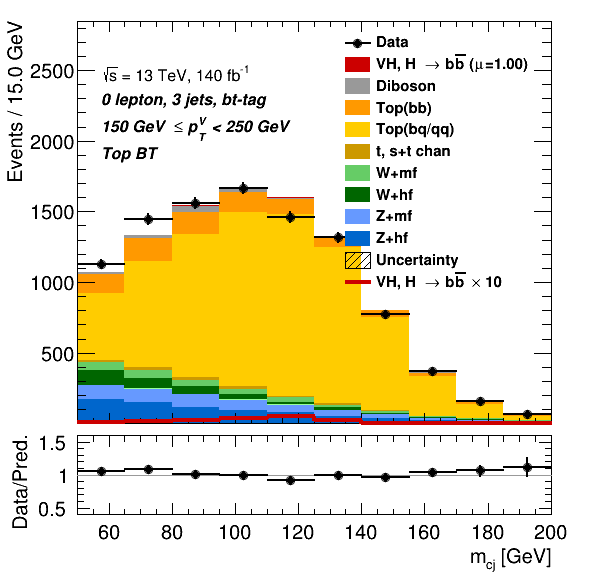 Events / 15.0 GeV
2500
2000
1500
1000
500
√s = 13 TeV, 140 fb⁻¹
0 lepton, 3 jets, bt-tag
150 GeV ≤ p_T^V < 250 GeV
Top BT
Data
VH, H → bb̅ (μ=1.00)
Diboson
Top(bb)
Top(bq/qq)
t, s+t chan
W+mf
W+hf
Z+mf
Z+hf
Uncertainty
VH, H → bb̅ × 10
Data/Pred.
1.5
1
0.5
60 80 100 120 140 160 180 200
m_cj [GeV]